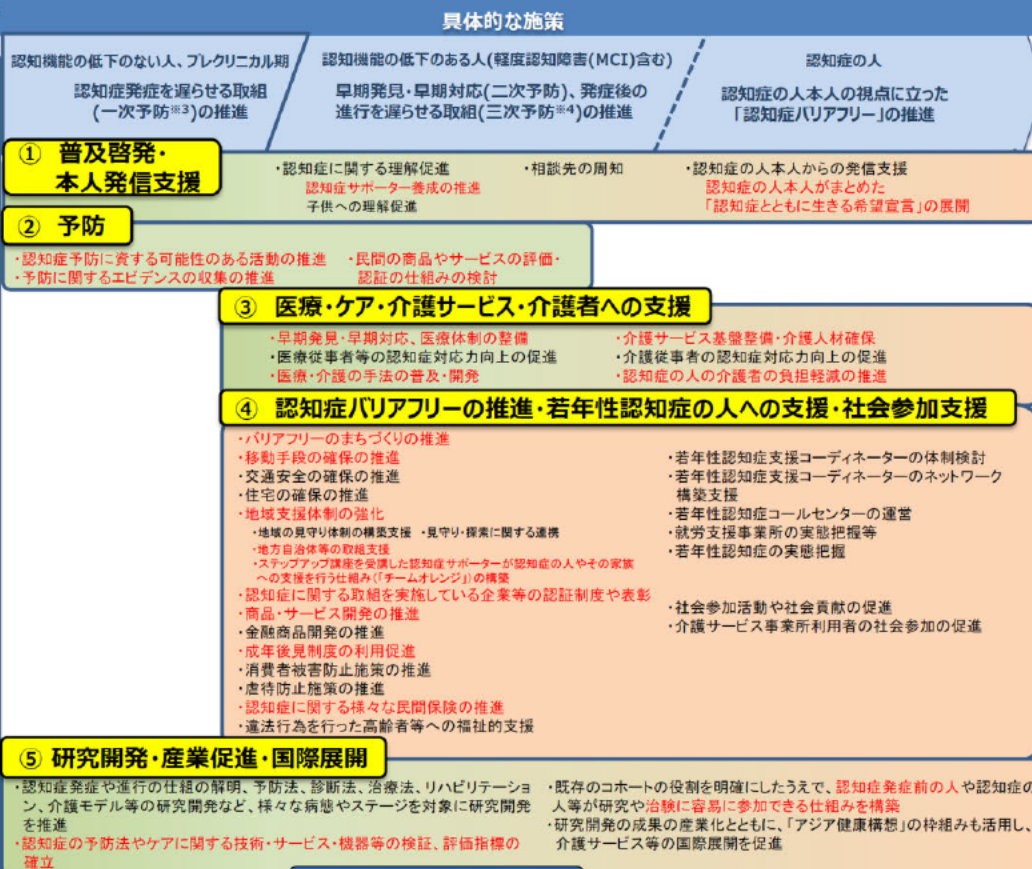 具体的な施策
認知機能の低下のない人、プレクリニカル期
認知症発症を遅らせる取組
(一次予防※3)の推進
認知機能の低下のある人(軽度認知障害(MCI)含む)
早期発見・早期対応(二次予防)、発症後の
進行を遅らせる取組(三次予防※4)の推進
認知症の人
認知症の人本人の視点に立った
「認知症バリアフリー」の推進
① 普及啓発・
本人発信支援
・認知症に関する理解促進
認知症サポーター養成の推進
子供への理解促進
・相談先の周知
・認知症の人本人からの発信支援
認知症の人本人がまとめた
「認知症とともに生きる希望宣言」の展開
② 予防
・認知症予防に資する可能性のある活動の推進
・予防に関するエビデンスの収集の推進
・民間の商品やサービスの評価・
認証の仕組みの検討
③ 医療・ケア・介護サービス・介護者への支援
・早期発見・早期対応、医療体制の整備
・医療従事者等の認知症対応力向上の促進
・医療・介護の手法の普及・開発
・介護サービス基盤整備・介護人材確保
・介護従事者の認知症対応力向上の促進
・認知症の人の介護者の負担軽減の推進
④ 認知症バリアフリーの推進・若年性認知症の人への支援・社会参加支援
・バリアフリーのまちづくりの推進
・移動手段の確保の推進
・交通安全の確保の推進
・住宅の確保の推進
・地域支援体制の強化
・地域の見守り体制の構築支援 ・見守り・探索に関する連携
・地方自治体等の取組支援
・ステップアップ講座を受講した認知症サポーターが認知症の人やその家族
への支援を行う仕組み(「チームオレンジ」)の構築
・認知症に関する取組を実施している企業等の認証制度や表彰
・商品・サービス開発の推進
・金融商品開発の推進
・成年後見制度の利用促進
・消費者被害防止施策の推進
・虐待防止施策の推進
・認知症に関する様々な民間保険の推進
・違法行為を行った高齢者等への福祉的支援
・若年性認知症支援コーディネーターの体制検討
・若年性認知症支援コーディネーターのネットワーク
構築支援
・若年性認知症コールセンターの運営
・就労支援事業所の実態把握等
・若年性認知症の実態把握
・社会参加活動や社会貢献の促進
・介護サービス事業所利用者の社会参加の促進
⑤ 研究開発・産業促進・国際展開
・認知症発症や進行の仕組の解明、予防法、診断法、治療法、リハビリテーショ
ン、介護モデル等の研究開発など、様々な病態やステージを対象に研究開発
を推進
・認知症の予防法やケアに関する技術・サービス・機器等の検証、評価指標の
確立
・既存のコホートの役割を明確にしたうえで、認知症発症前の人や認知症の
人等が研究や治験に容易に参加できる仕組みを構築
・研究開発の成果の産業化とともに、「アジア健康構想」の枠組みも活用し、
介護サービス等の国際展開を促進